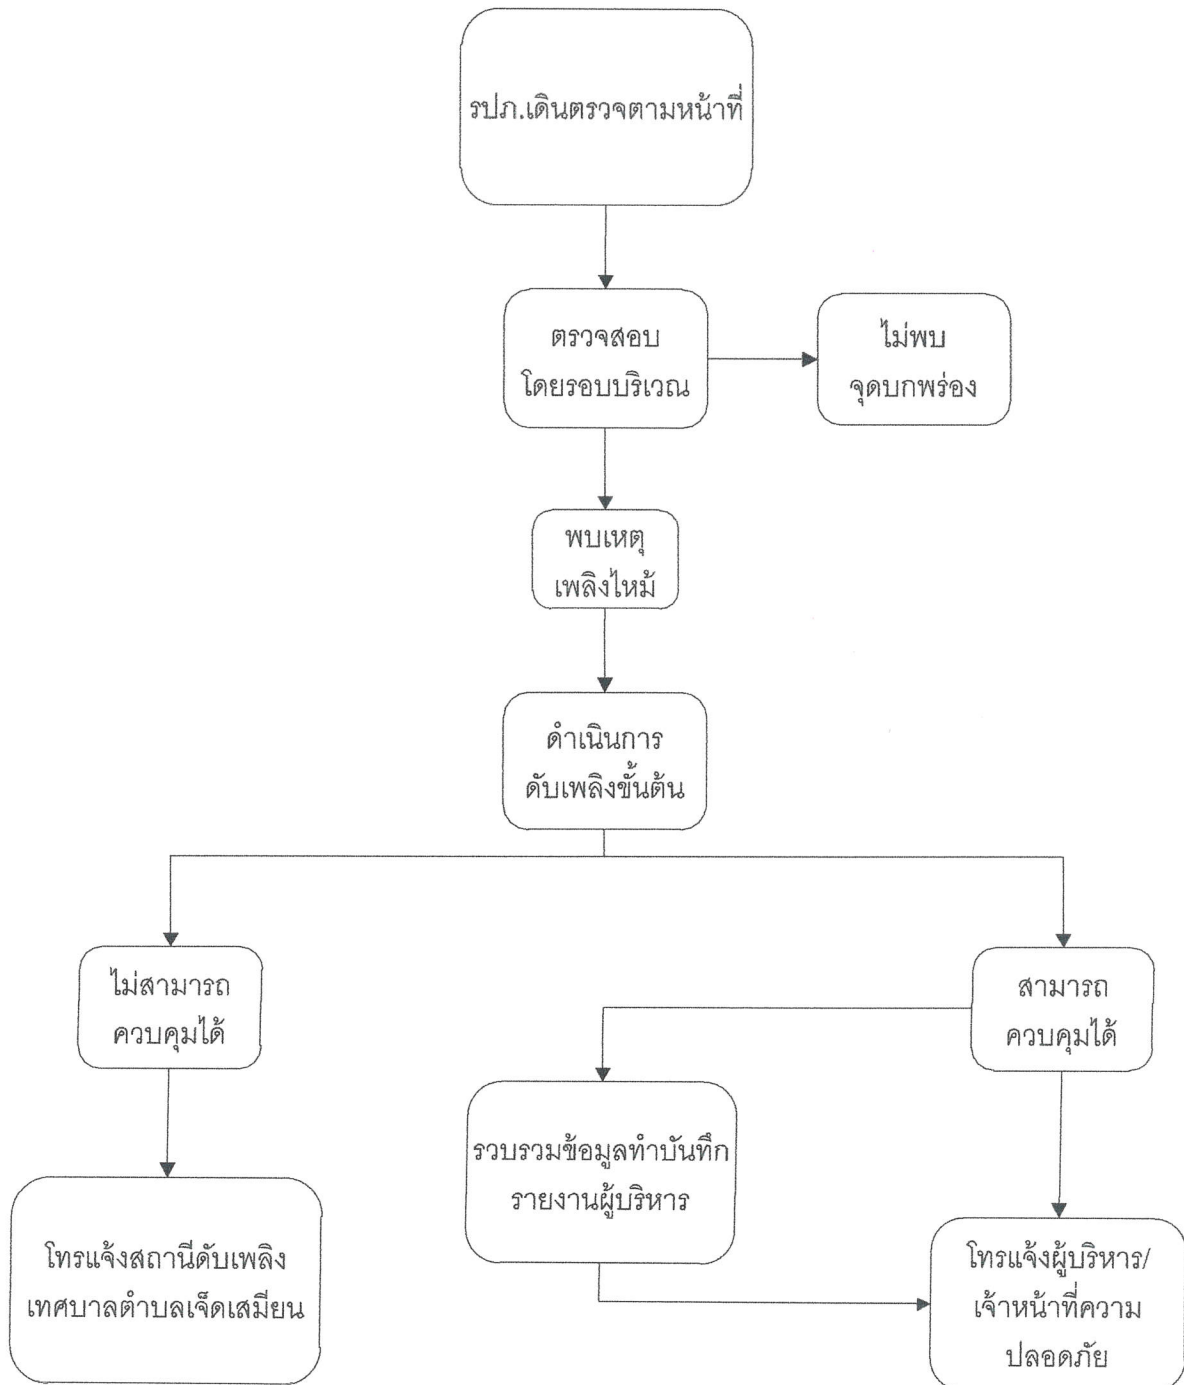 รปภ.เดินตรวจตามหน้าที่
ตรวจสอบ
โดยรอบบริเวณ
ไม่พบ
จุดบกพร่อง
พบเหตุ
เพลิงไหม้
ดำเนินการ
ดับเพลิงขั้นต้น
ไม่สามารถ
ควบคุมได้
สามารถ
ควบคุมได้
รวบรวมข้อมูลทำบันทึก
รายงานผู้บริหาร
โทรแจ้งสถานีดับเพลิง
เทศบาลตำบลเจ็ดเสมียน
โทรแจ้งผู้บริหาร/
เจ้าหน้าที่ความ
ปลอดภัย